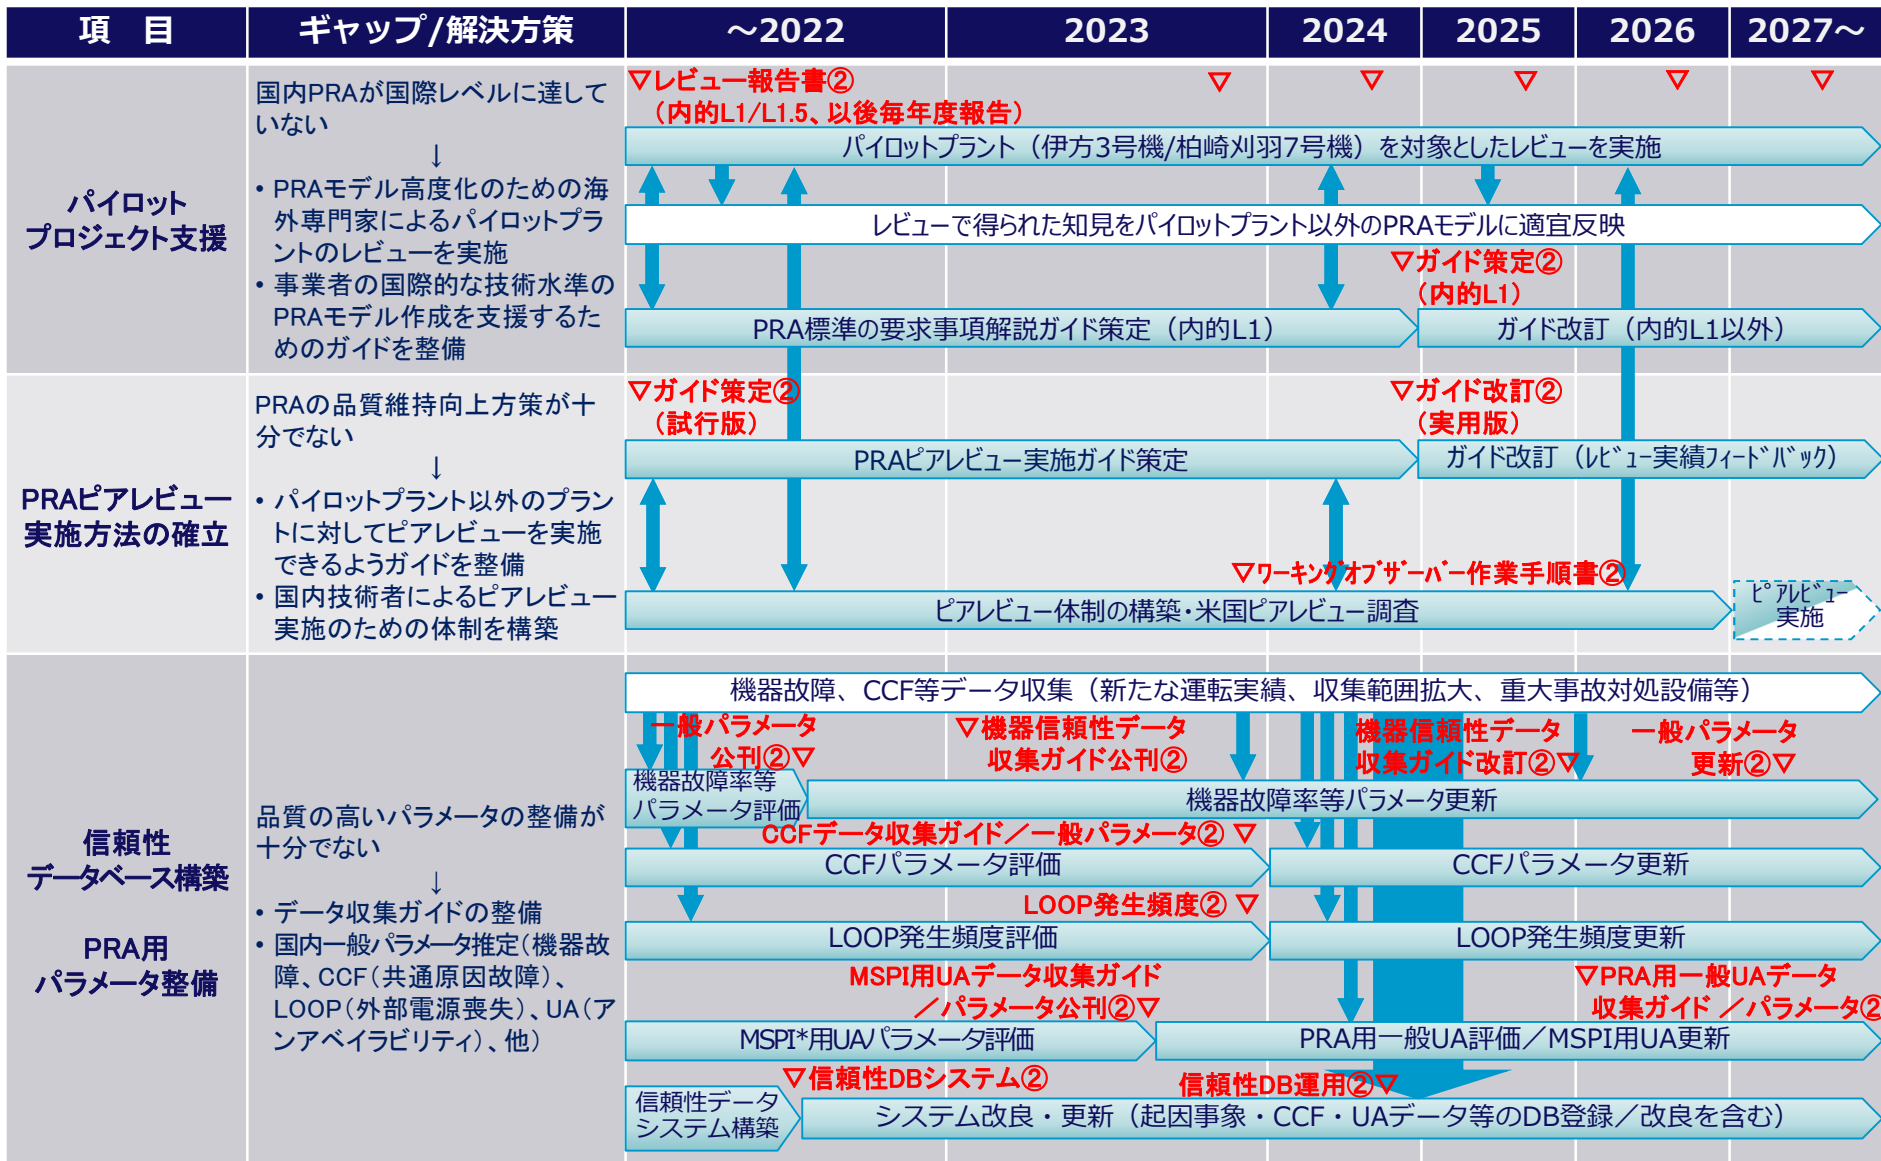 項　目
ギャップ/解決方策
～2022
2023
2024
2025
2026
2027～
パイロット
プロジェクト支援
国内PRAが国際レベルに達して
いない
↓
• PRAモデル高度化のための海
外専門家によるパイロットプラ
ントのレビューを実施
• 事業者の国際的な技術水準の
PRAモデル作成を支援するた
めのガイドを整備
▽レビュー報告書②
（内的L1/L1.5、以後毎年度報告）
▽
▽
▽
▽
▽
パイロットプラント（伊方3号機/柏崎刈羽7号機）を対象としたレビューを実施
レビューで得られた知見をパイロットプラント以外のPRAモデルに適宜反映
▽ガイド策定②
（内的L1）
PRA標準の要求事項解説ガイド策定（内的L1）
ガイド改訂（内的L1以外）
PRAピアレビュー
実施方法の確立
PRAの品質維持向上方策が十
分でない
↓
• パイロットプラント以外のプラン
トに対してピアレビューを実施
できるようガイドを整備
• 国内技術者によるピアレビュー
実施のための体制を構築
▽ガイド策定②
（試行版）
▽ガイド改訂②
（実用版）
PRAピアレビュー実施ガイド策定
ガイド改訂（ﾚﾋﾞｭｰ実績ﾌｨｰﾄﾞﾊﾞｯｸ）
▽ﾜｰｷﾝｸﾞｵﾌﾞｻﾞｰﾊﾞｰ作業手順書②
ピアレビュー体制の構築・米国ピアレビュー調査
ﾋﾟｱﾚﾋﾞｭｰ
実施
信頼性
データベース構築
PRA用
パラメータ整備
品質の高いパラメータの整備が
十分でない
↓
• データ収集ガイドの整備
• 国内一般パラメータ推定（機器故
障、CCF（共通原因故障）、
LOOP（外部電源喪失）、UA（ア
ンアベイラビリティ）、他）
機器故障、CCF等データ収集（新たな運転実績、収集範囲拡大、重大事故対処設備等）
一般パラメータ
公刊②▽
▽機器信頼性データ
収集ガイド公刊②
機器信頼性データ
収集ガイド改訂②▽
一般パラメータ
更新②▽
機器故障率等
パラメータ評価
機器故障率等パラメータ更新
CCFデータ収集ガイド／一般パラメータ② ▽
CCFパラメータ評価
CCFパラメータ更新
LOOP発生頻度② ▽
LOOP発生頻度評価
LOOP発生頻度更新
MSPI用UAデータ収集ガイド
／パラメータ公刊②▽
▽PRA用一般UAデータ
収集ガイド ／パラメータ②
MSPI*用UAパラメータ評価
PRA用一般UA評価／MSPI用UA更新
▽信頼性DBシステム②
信頼性DB運用②▽
信頼性データ
システム構築
システム改良・更新（起因事象・CCF・UAデータ等のDB登録／改良を含む）